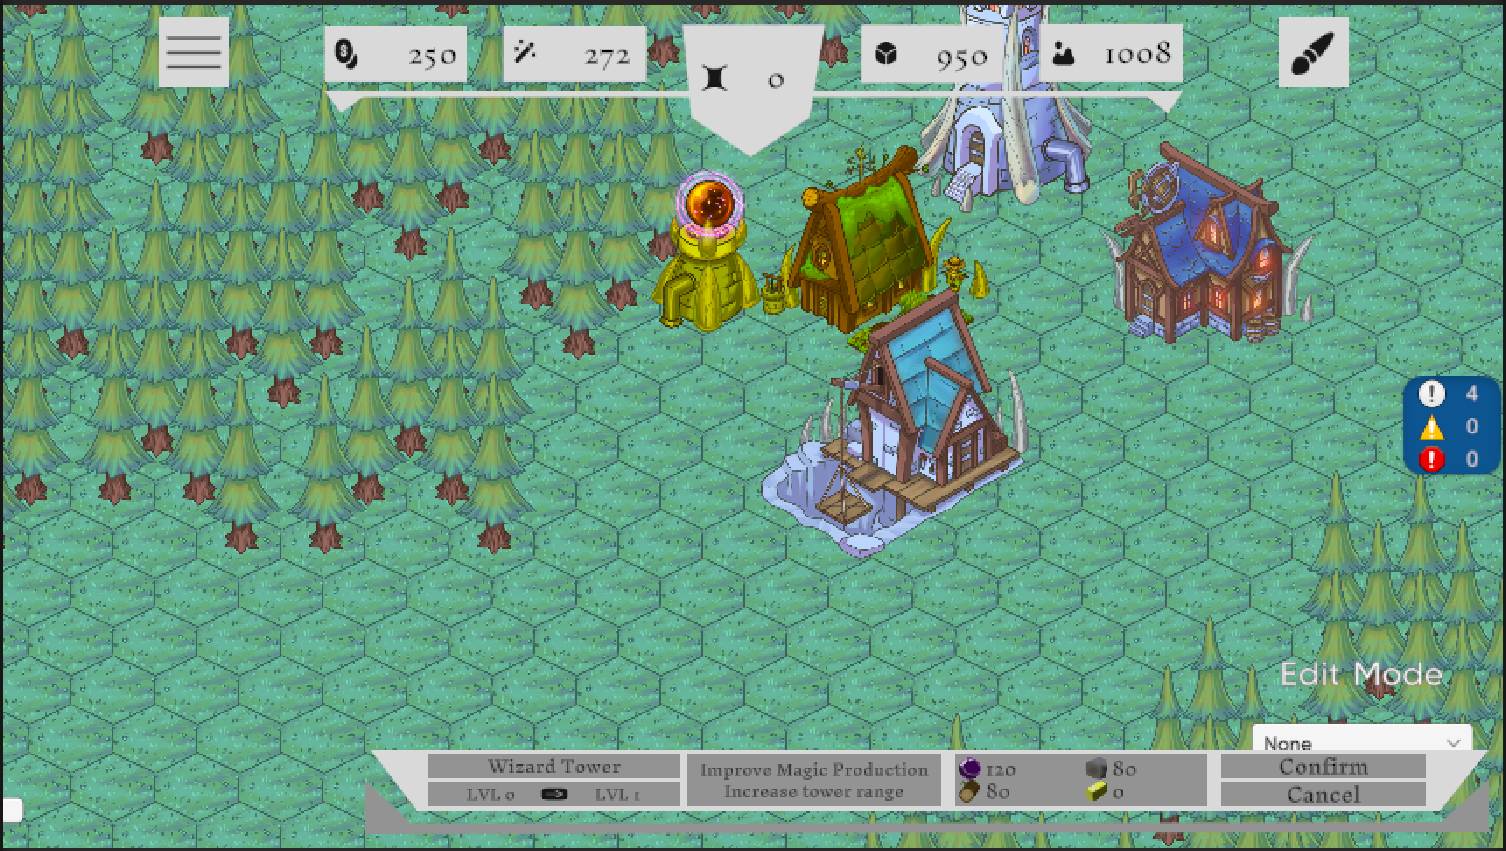 250
272
0
950
1008
4
0
0
Edit Mode
None
Wizard Tower
LVL 0 LVL 1
Improve Magic Production
Increase tower range
120 80
80 0
Confirm
Cancel